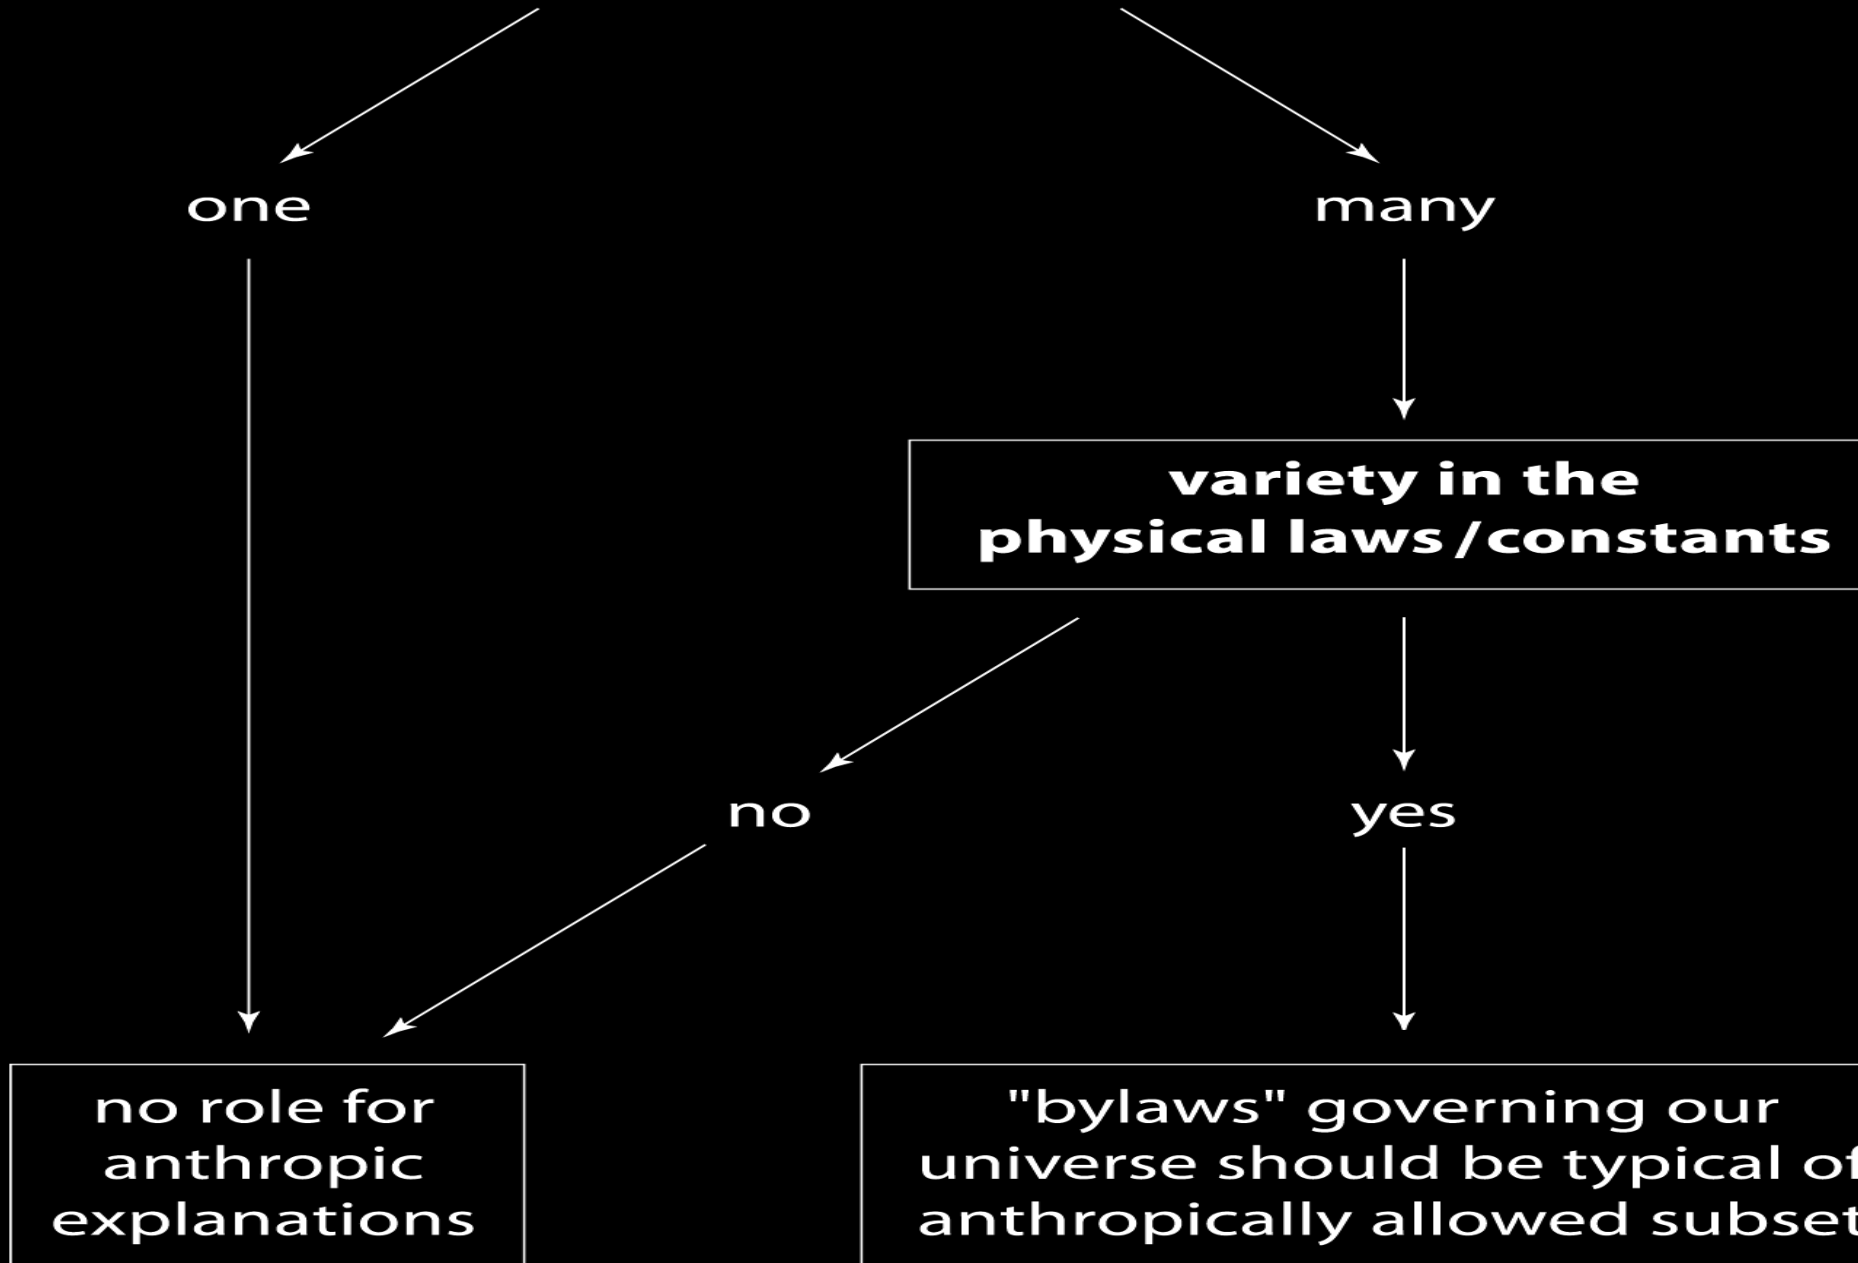 one
many
variety in the
physical laws/constants
no
yes
no role for
anthropic
explanations
"bylaws" governing our
universe should be typical of
anthropically allowed subset